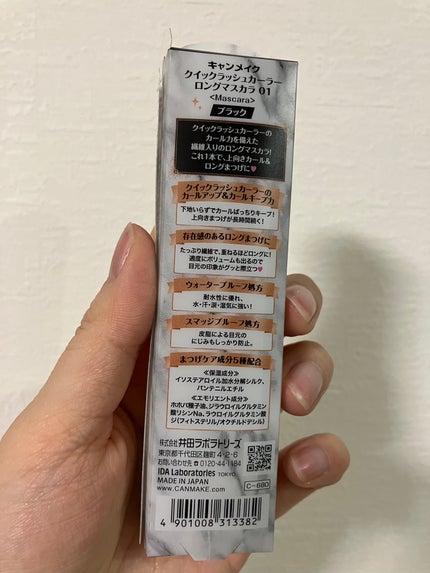 キャンメイク
クイックラッシュカーラー
ロングマスカラ 01
<Mascara>
ブラック
クイックラッシュカーラーの
カール力を備えた
繊維入りのロングマスカラ!
これ1本で、上向きカール&
ロングまつげに♥
クイックラッシュカーラーの
カールアップ&カールキープ力
下地いらずでカールぱっちりキープ!
上向きまつげが長時間続く!
存在感のあるロングまつげに
たっぷり繊維で、重ねるほどロングに!
適度にボリュームも出るので
目元の印象がグッと際立つ♥
ウォータープルーフ処方
耐水性に優れ、
水・汗・涙・湿気に強い!
スマッジプルーフ処方
皮脂による目元の
にじみもしっかり防止。
まつげケア成分5種配合
≪保湿成分≫
イソステアロイル加水分解シルク、
パンテニルエチル
≪エモリエント成分≫
ホホバ種子油、ジラウロイルグルタミン
酸リシンNa、ラウロイルグルタミン酸
ジ(フィトステリル/オクチルドデシル)
株式会社 井田ラボラトリーズ
東京都千代田区麹町4-2-6
お問い合わせ先 0120-44-1184
IDA Laboratories TOKYO
MADE IN JAPAN
WWW.CANMAKE.COM
C-680
4 901008 313382